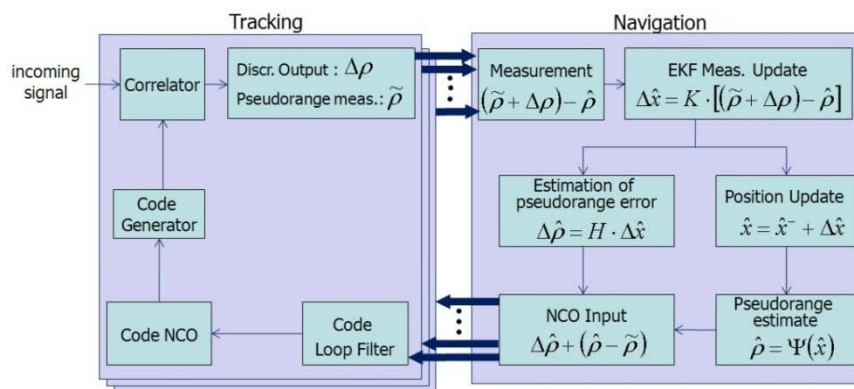 Tracking
Navigation
incoming
signal
Correlator
Discr. Output : Δρ
Pseudorange meas.: ρ̃
Code
Generator
Code NCO
Code
Loop Filter
Measurement
(ρ̃ + Δρ) − ρ̂
EKF Meas. Update
Δx̂ = K · [(ρ̃ + Δρ) − ρ̂]
Estimation of
pseudorange error
Δρ̂ = H · Δx̂
Position Update
x̂ = x̂⁻ + Δx̂
NCO Input
Δρ̂ + (ρ̂ − ρ̃)
Pseudorange
estimate
ρ̂ = Ψ(x̂)